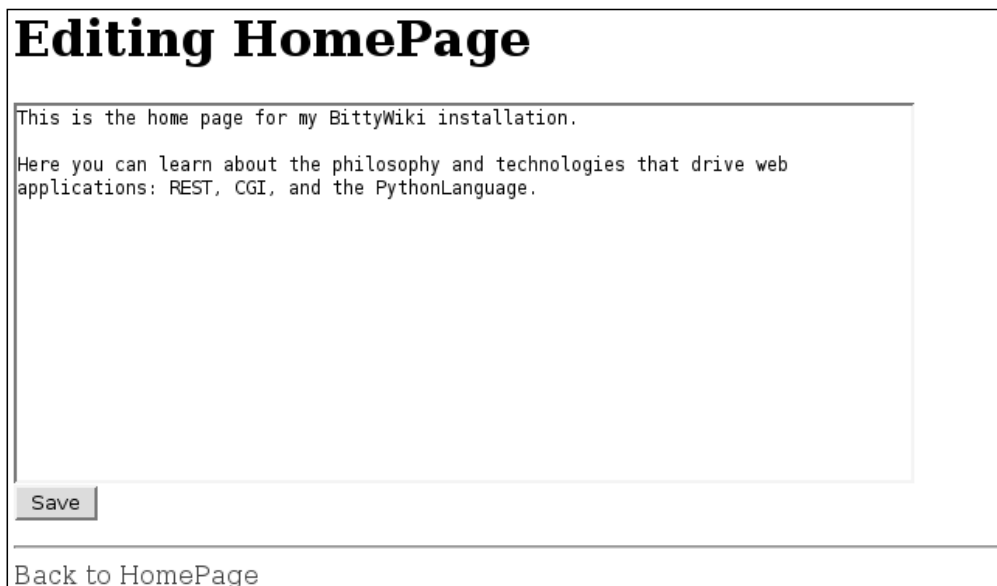 Editing HomePage
This is the home page for my BittyWiki installation.
Here you can learn about the philosophy and technologies that drive web
applications: REST, CGI, and the PythonLanguage.
Save
Back to HomePage